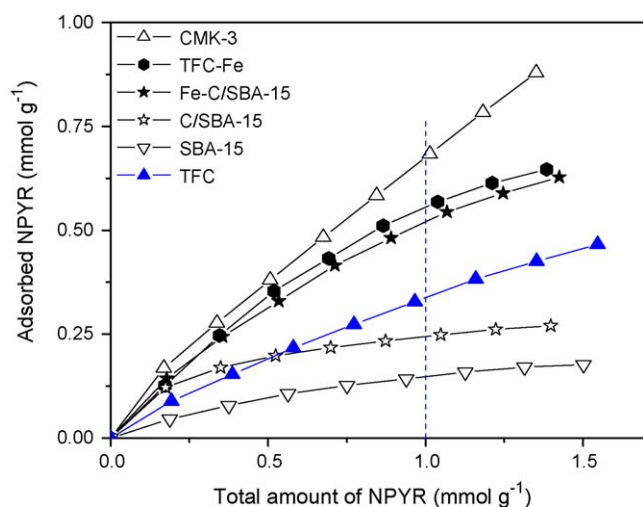 1.00
0.75
0.50
0.25
0.00
Adsorbed NPYR (mmol g⁻¹)
CMK-3
TFC-Fe
Fe-C/SBA-15
C/SBA-15
SBA-15
TFC
0.0
0.5
1.0
1.5
Total amount of NPYR (mmol g⁻¹)